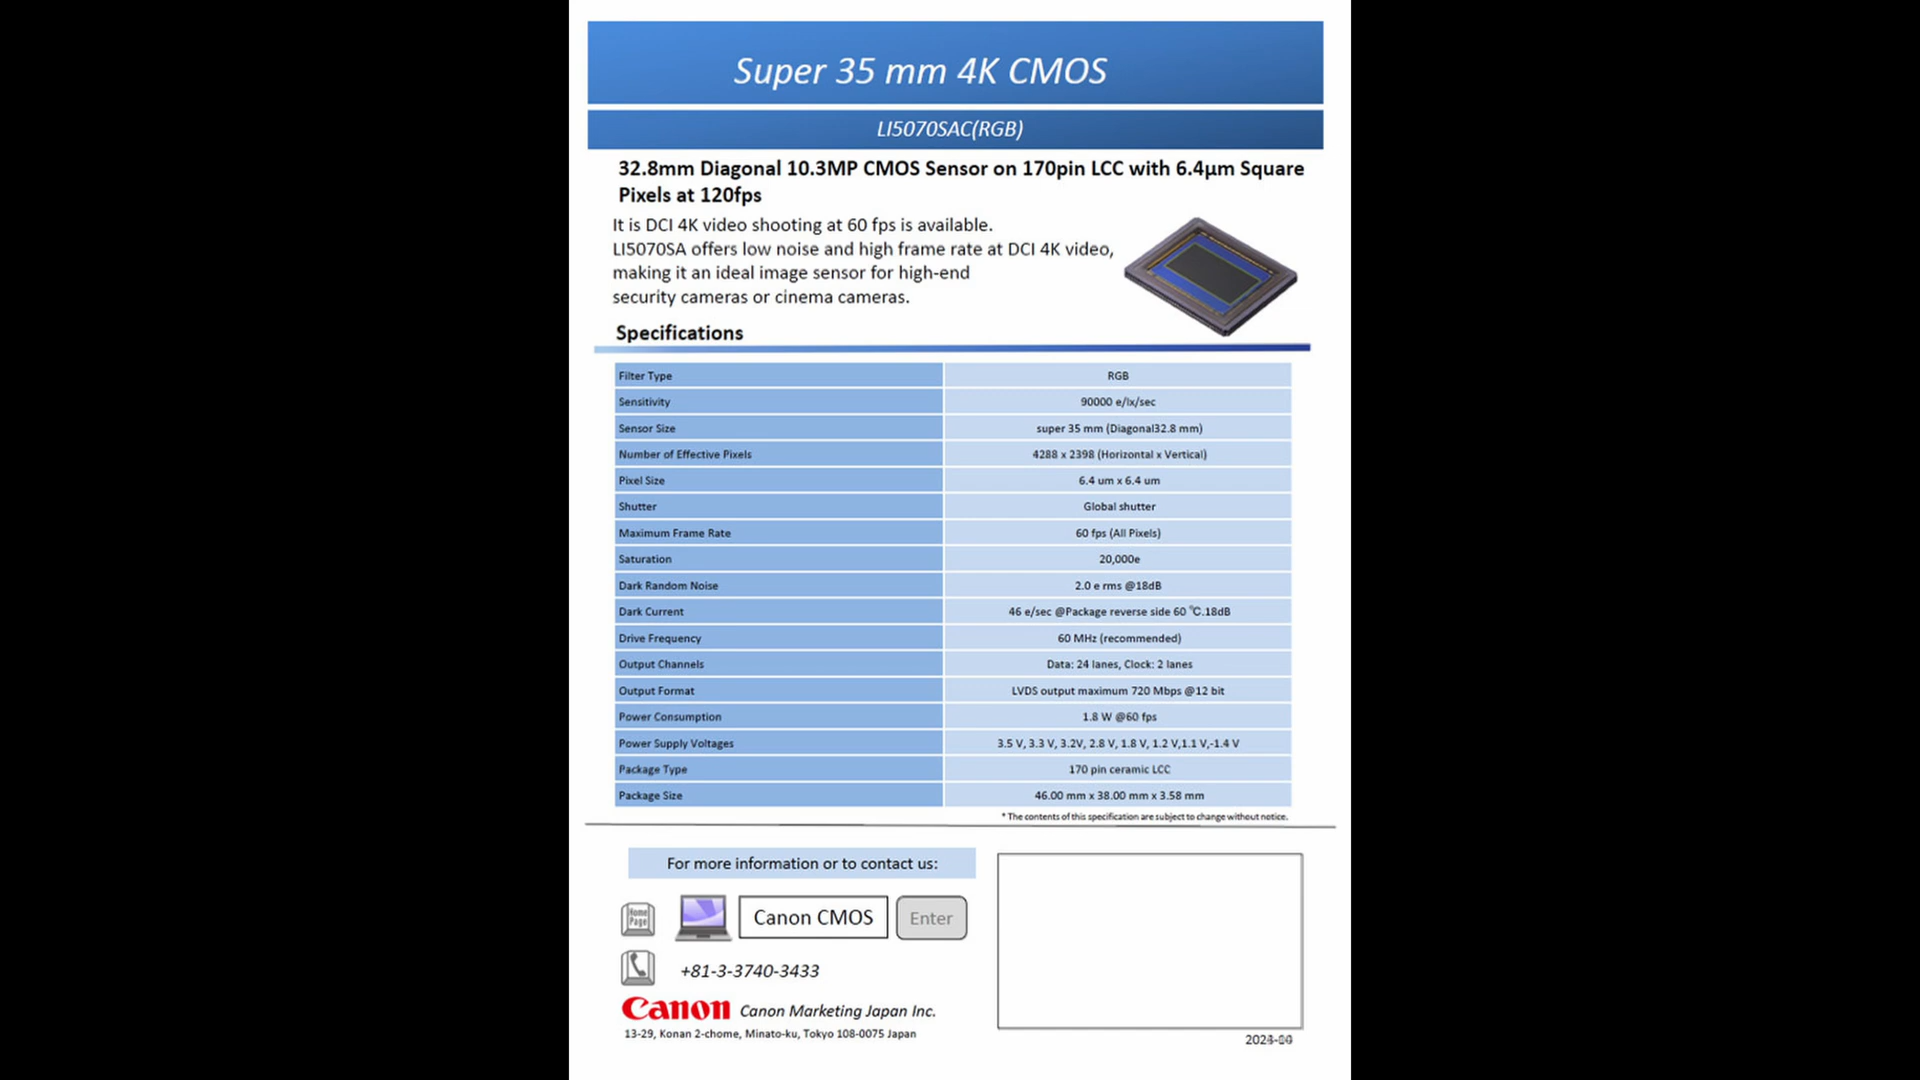 Super 35 mm 4K CMOS
LI5070SAC(RGB)
32.8mm Diagonal 10.3MP CMOS Sensor on 170pin LCC with 6.4μm Square
Pixels at 120fps
It is DCI 4K video shooting at 60 fps is available.
LI5070SA offers low noise and high frame rate at DCI 4K video,
making it an ideal image sensor for high-end
security cameras or cinema cameras.
Specifications
Filter Type RGB
Sensitivity 90000 e/lx/sec
Sensor Size super 35 mm (Diagonal32.8 mm)
Number of Effective Pixels 4288 x 2398 (Horizontal x Vertical)
Pixel Size 6.4 um x 6.4 um
Shutter Global shutter
Maximum Frame Rate 60 fps (All Pixels)
Saturation 20,000e
Dark Random Noise 2.0 e rms @18dB
Dark Current 46 e/sec @Package reverse side 60 ℃.18dB
Drive Frequency 60 MHz (recommended)
Output Channels Data: 24 lanes, Clock: 2 lanes
Output Format LVDS output maximum 720 Mbps @12 bit
Power Consumption 1.8 W @60 fps
Power Supply Voltages 3.5 V, 3.3 V, 3.2V, 2.8 V, 1.8 V, 1.2 V,1.1 V,-1.4 V
Package Type 170 pin ceramic LCC
Package Size 46.00 mm x 38.00 mm x 3.58 mm
* The contents of this specification are subject to change without notice.
For more information or to contact us:
Home
Page
Canon CMOS Enter
+81-3-3740-3433
Canon Canon Marketing Japan Inc.
13-29, Konan 2-chome, Minato-ku, Tokyo 108-0075 Japan